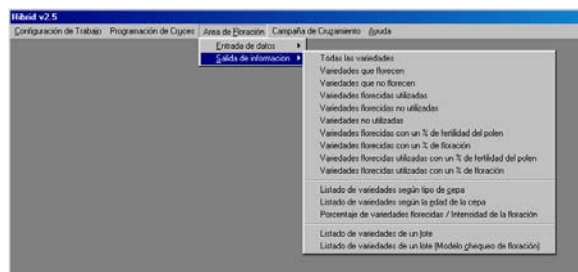 Hibrid v2.5
Configuración de Trabajo Programación de Cruces Area de Floración Campaña de Cruzamiento Ayuda
Entrada de datos
Salida de información
Todas las variedades
Variedades que florecen
Variedades que no florecen
Variedades florecidas utilizadas
Variedades florecidas no utilizadas
Variedades no utilizadas
Variedades florecidas con un % de fertilidad del polen
Variedades florecidas con un % de floración
Variedades florecidas utilizadas con un % de fertilidad del polen
Variedades florecidas utilizadas con un % de floración
Listado de variedades según tipo de cepa
Listado de variedades según la edad de la cepa
Porcentaje de variedades florecidas / Intensidad de la floración
Listado de variedades de un lote
Listado de variedades de un lote (Modelo chequeo de floración)